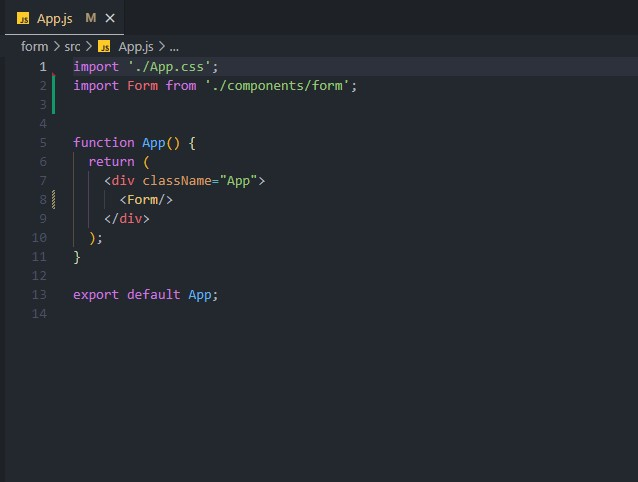 JS App.js M ×
form > src > JS App.js > ...
1 import './App.css';
2 import Form from './components/form';
3
4
5 function App() {
6 return (
7 <div className="App">
8 <Form/>
9 </div>
10 );
11 }
12
13 export default App;
14